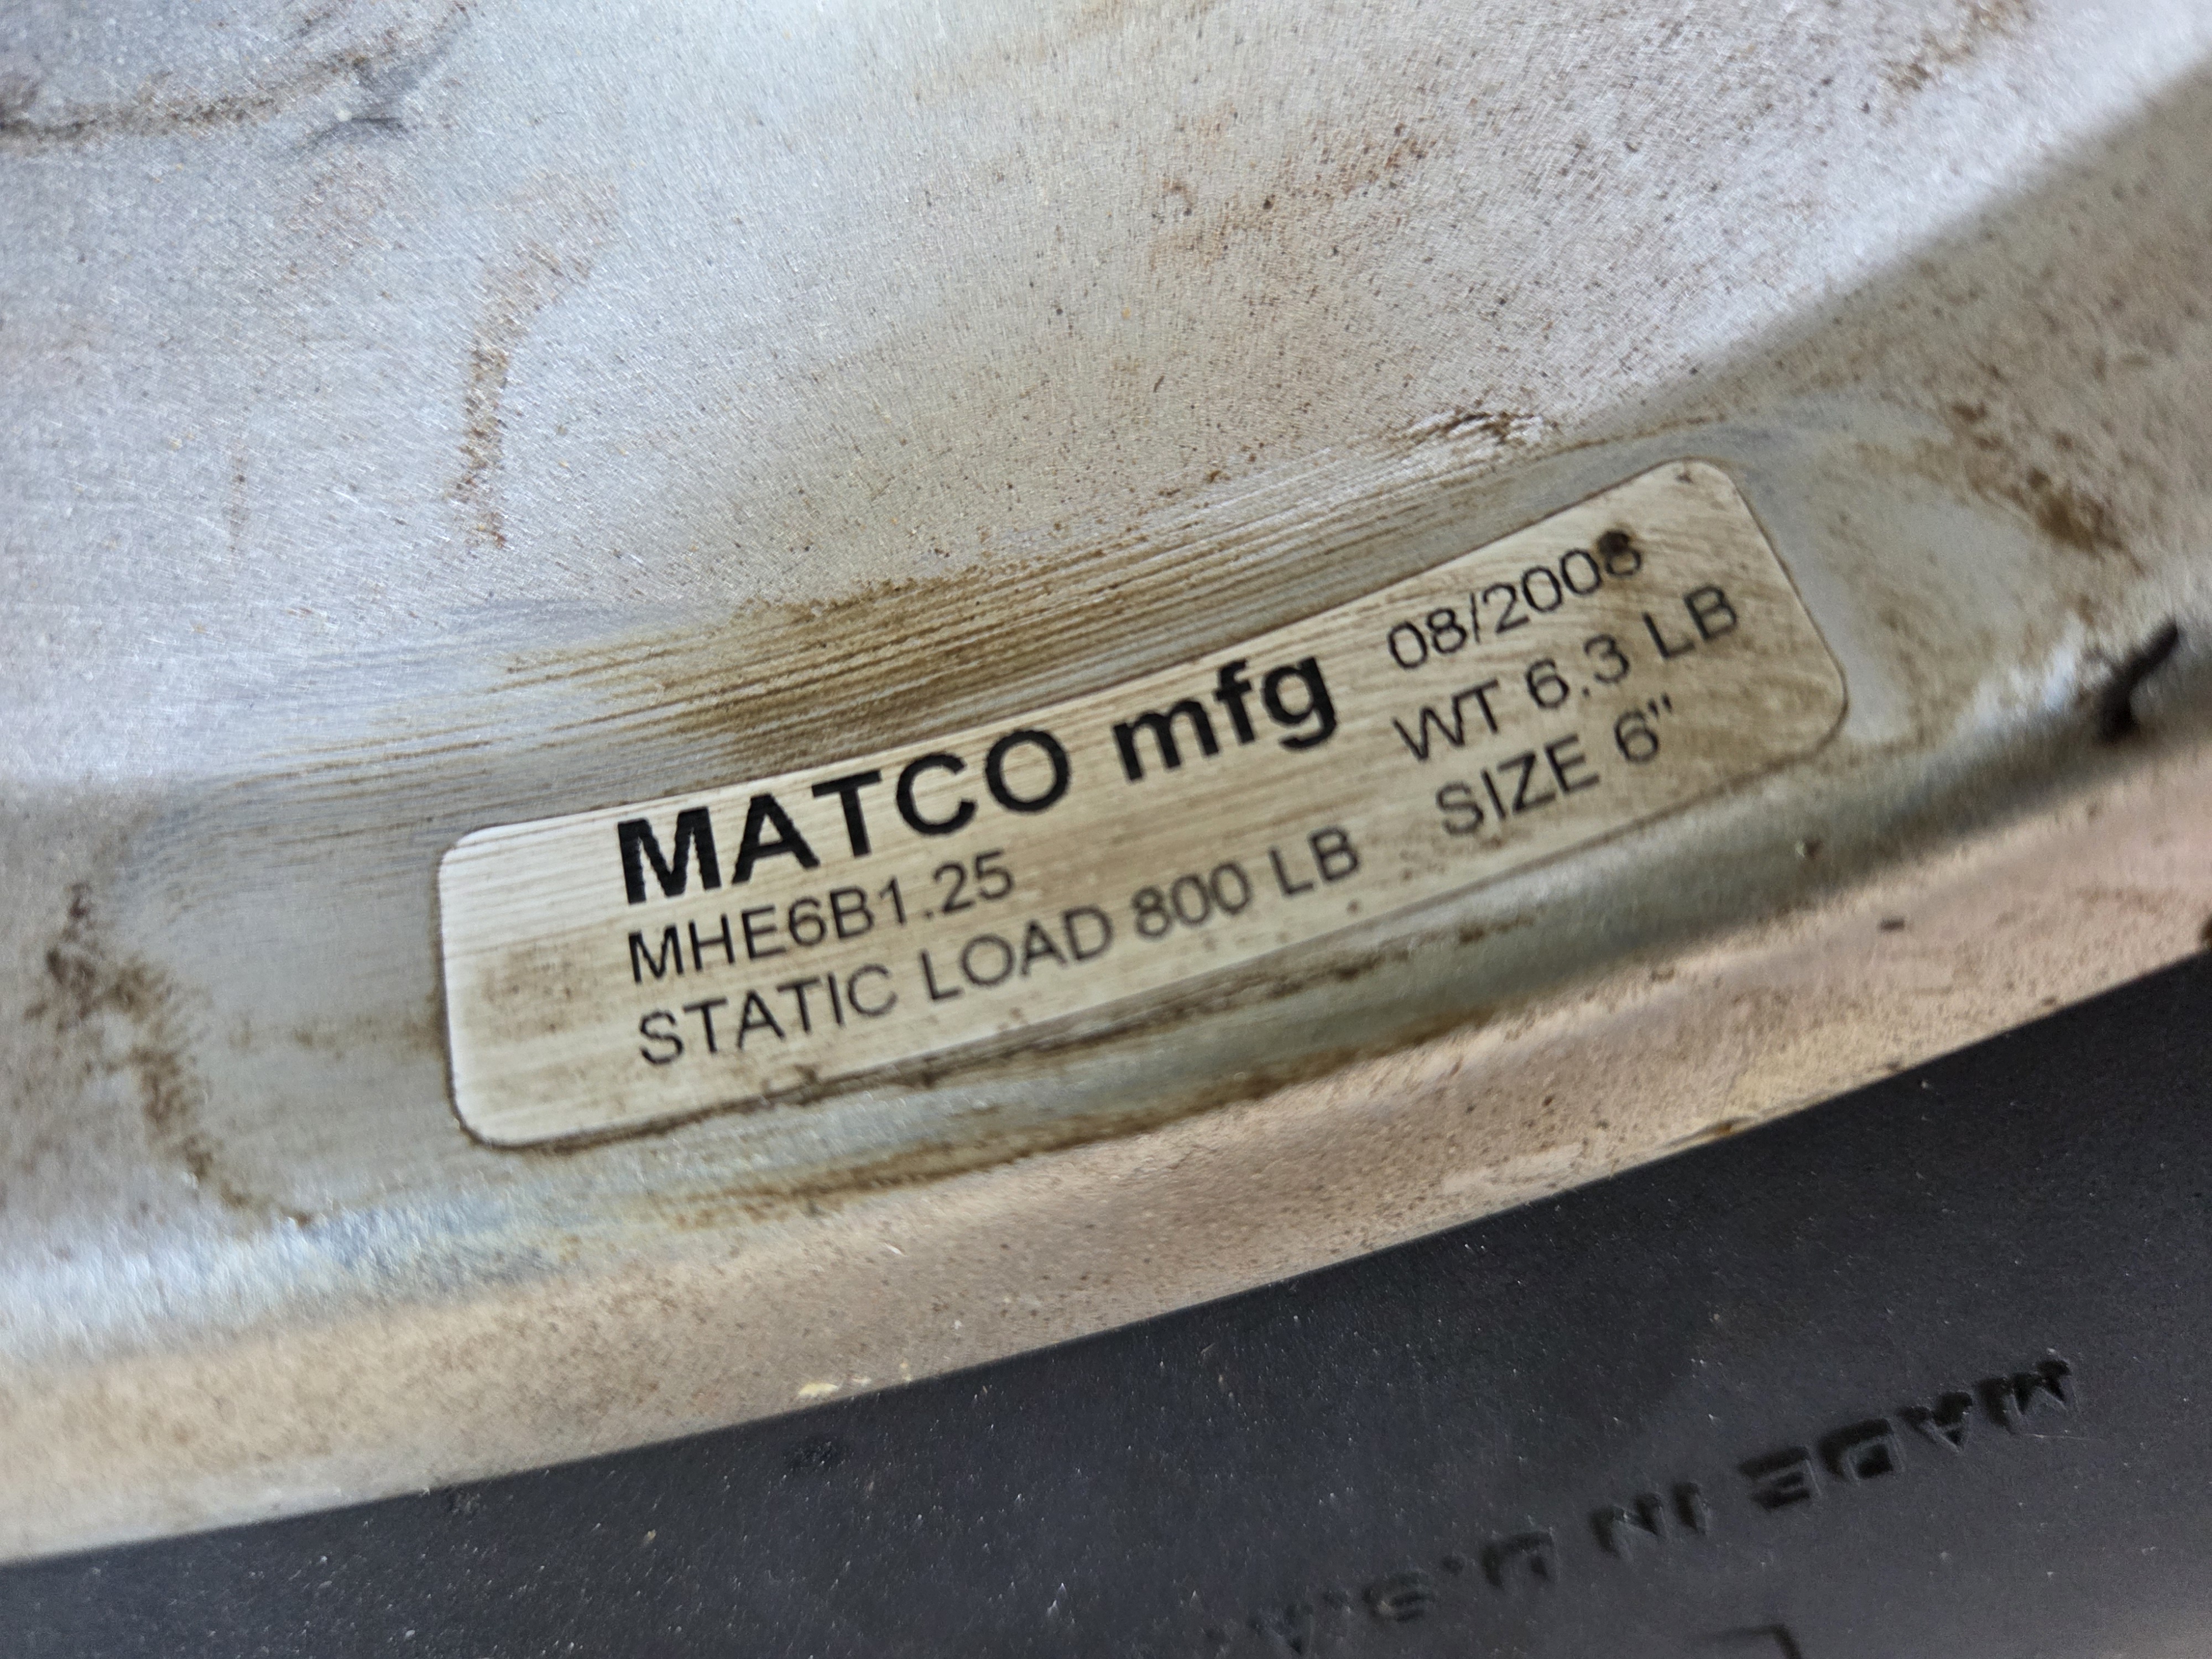 MATCO mfg 08/2008
MHE6B1.25 WT 6.3 LB
STATIC LOAD 800 LB SIZE 6"
MADE IN U.S.A.